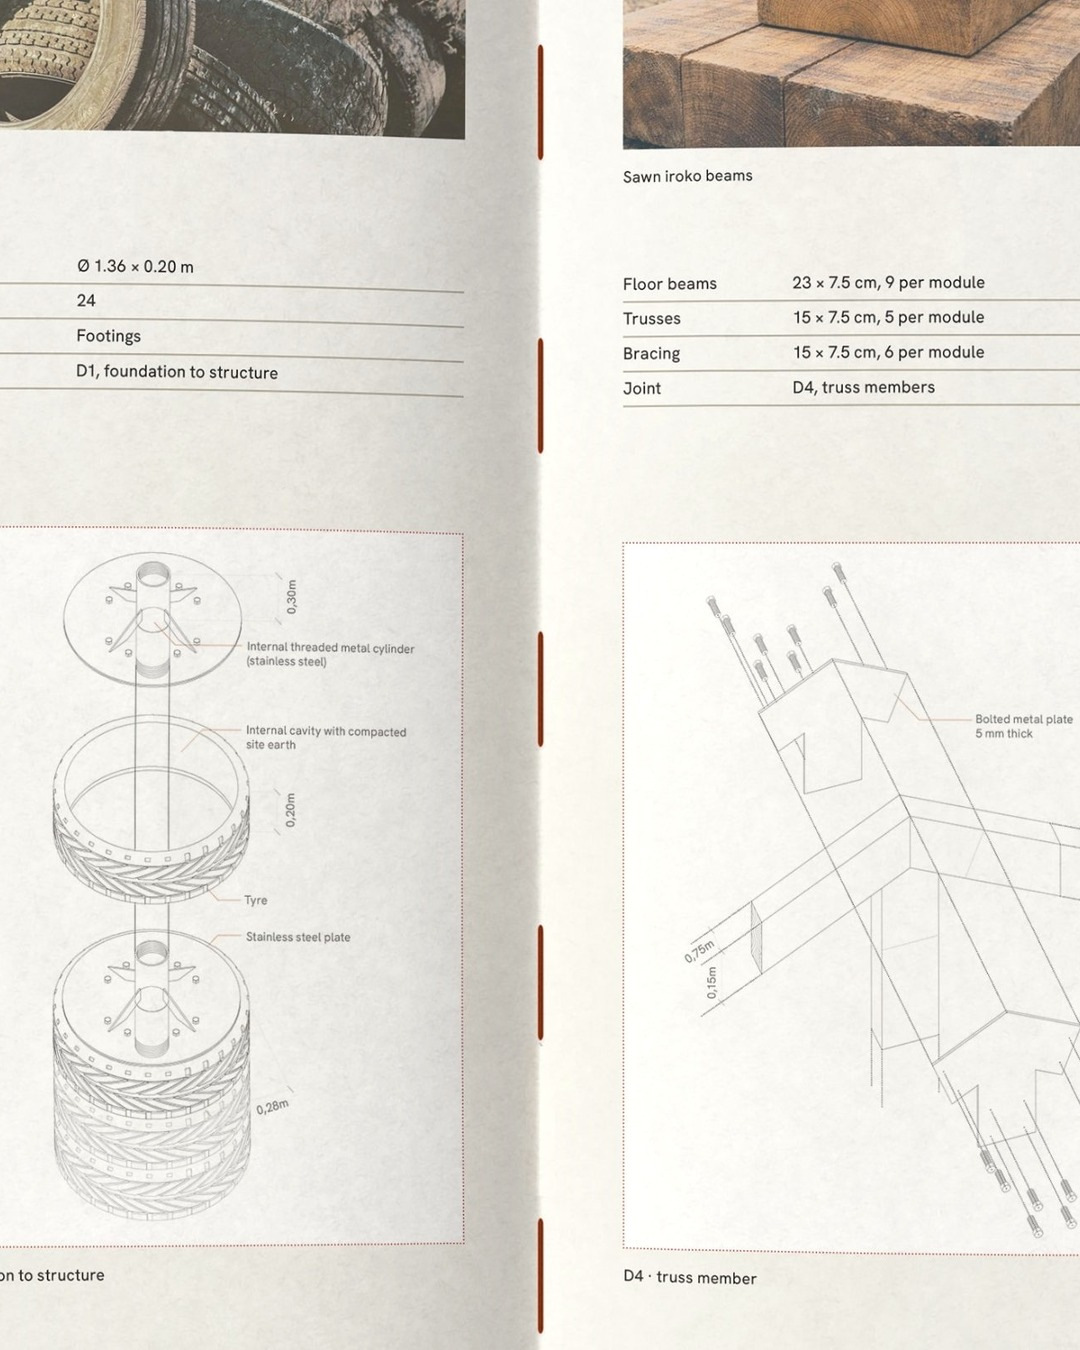 Ø 1.36 × 0.20 m
24
Footings
D1, foundation to structure
0,30m
Internal threaded metal cylinder
(stainless steel)
Internal cavity with compacted
site earth
0,20m
Tyre
Stainless steel plate
0,28m
on to structure
Sawn iroko beams
Floor beams 23 × 7.5 cm, 9 per module
Trusses 15 × 7.5 cm, 5 per module
Bracing 15 × 7.5 cm, 6 per module
Joint D4, truss members
Bolted metal plate
5 mm thick
0,75m
0,15m
D4 · truss member